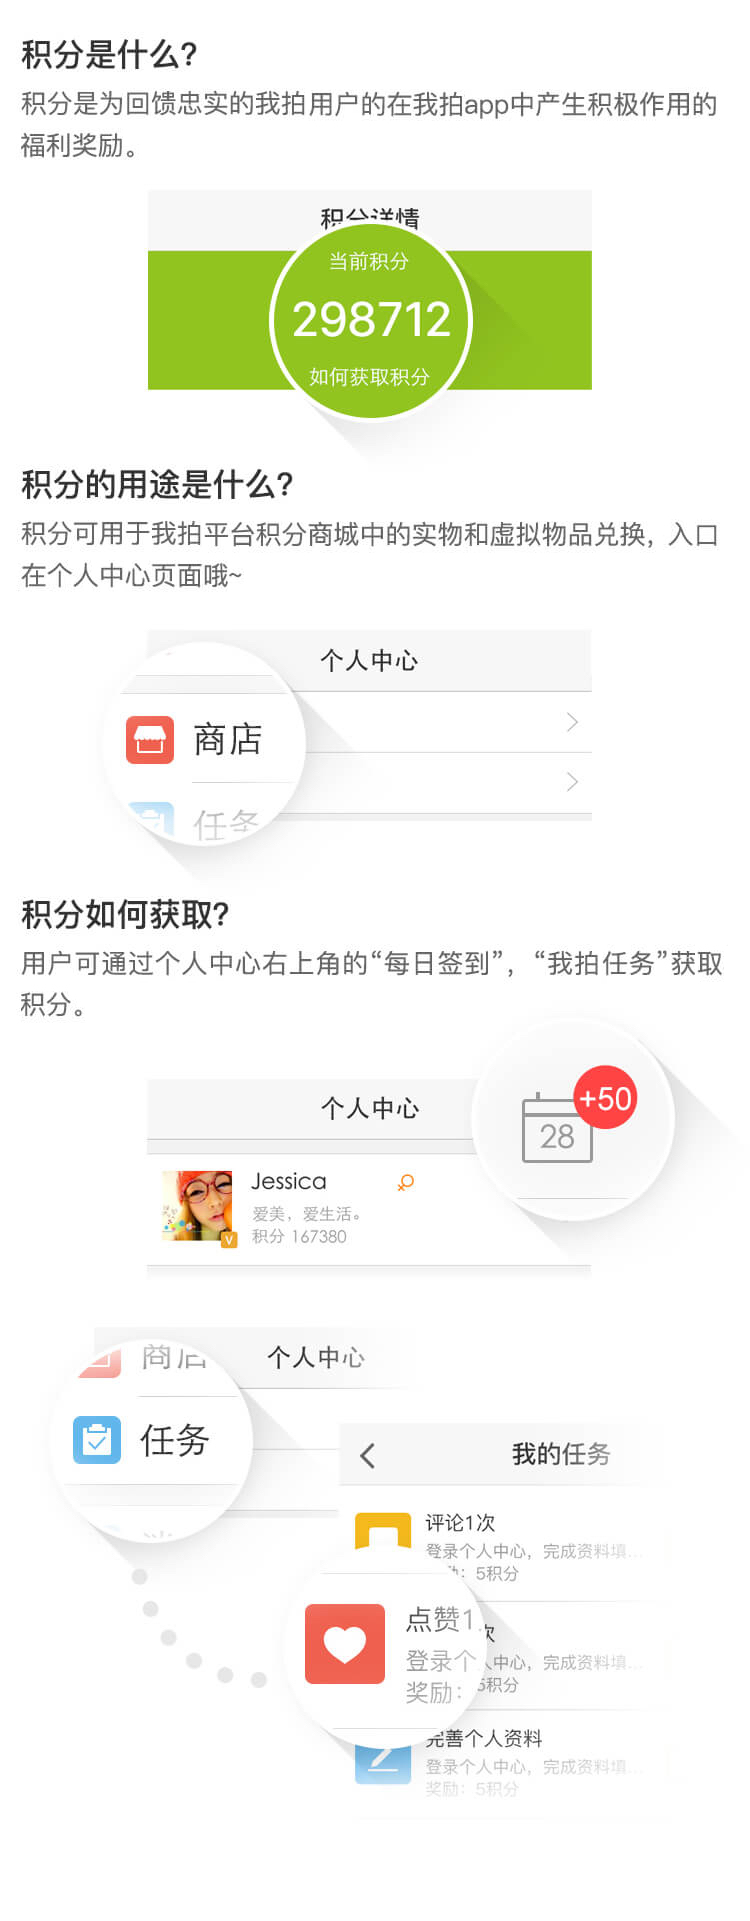 积分是什么?
积分是为回馈忠实的我拍用户的在我拍app中产生积极作用的
福利奖励。
积分详情
当前积分
298712
如何获取积分
积分的用途是什么?
积分可用于我拍平台积分商城中的实物和虚拟物品兑换, 入口
在个人中心页面哦~
个人中心
商店
任务
积分如何获取?
用户可通过个人中心右上角的“每日签到”, “我拍任务”获取
积分。
个人中心
+50
28
Jessica
爱美, 爱生活。
积分 167380
V
商店
个人中心
任务
我的任务
评论1次
登录个人中心, 完成资料填...
: 5积分
点赞1
次
登录个
人中心, 完成资料填...
奖励:
5积分
完善个人资料
登录个人中心, 完成资料填...
奖励: 5积分